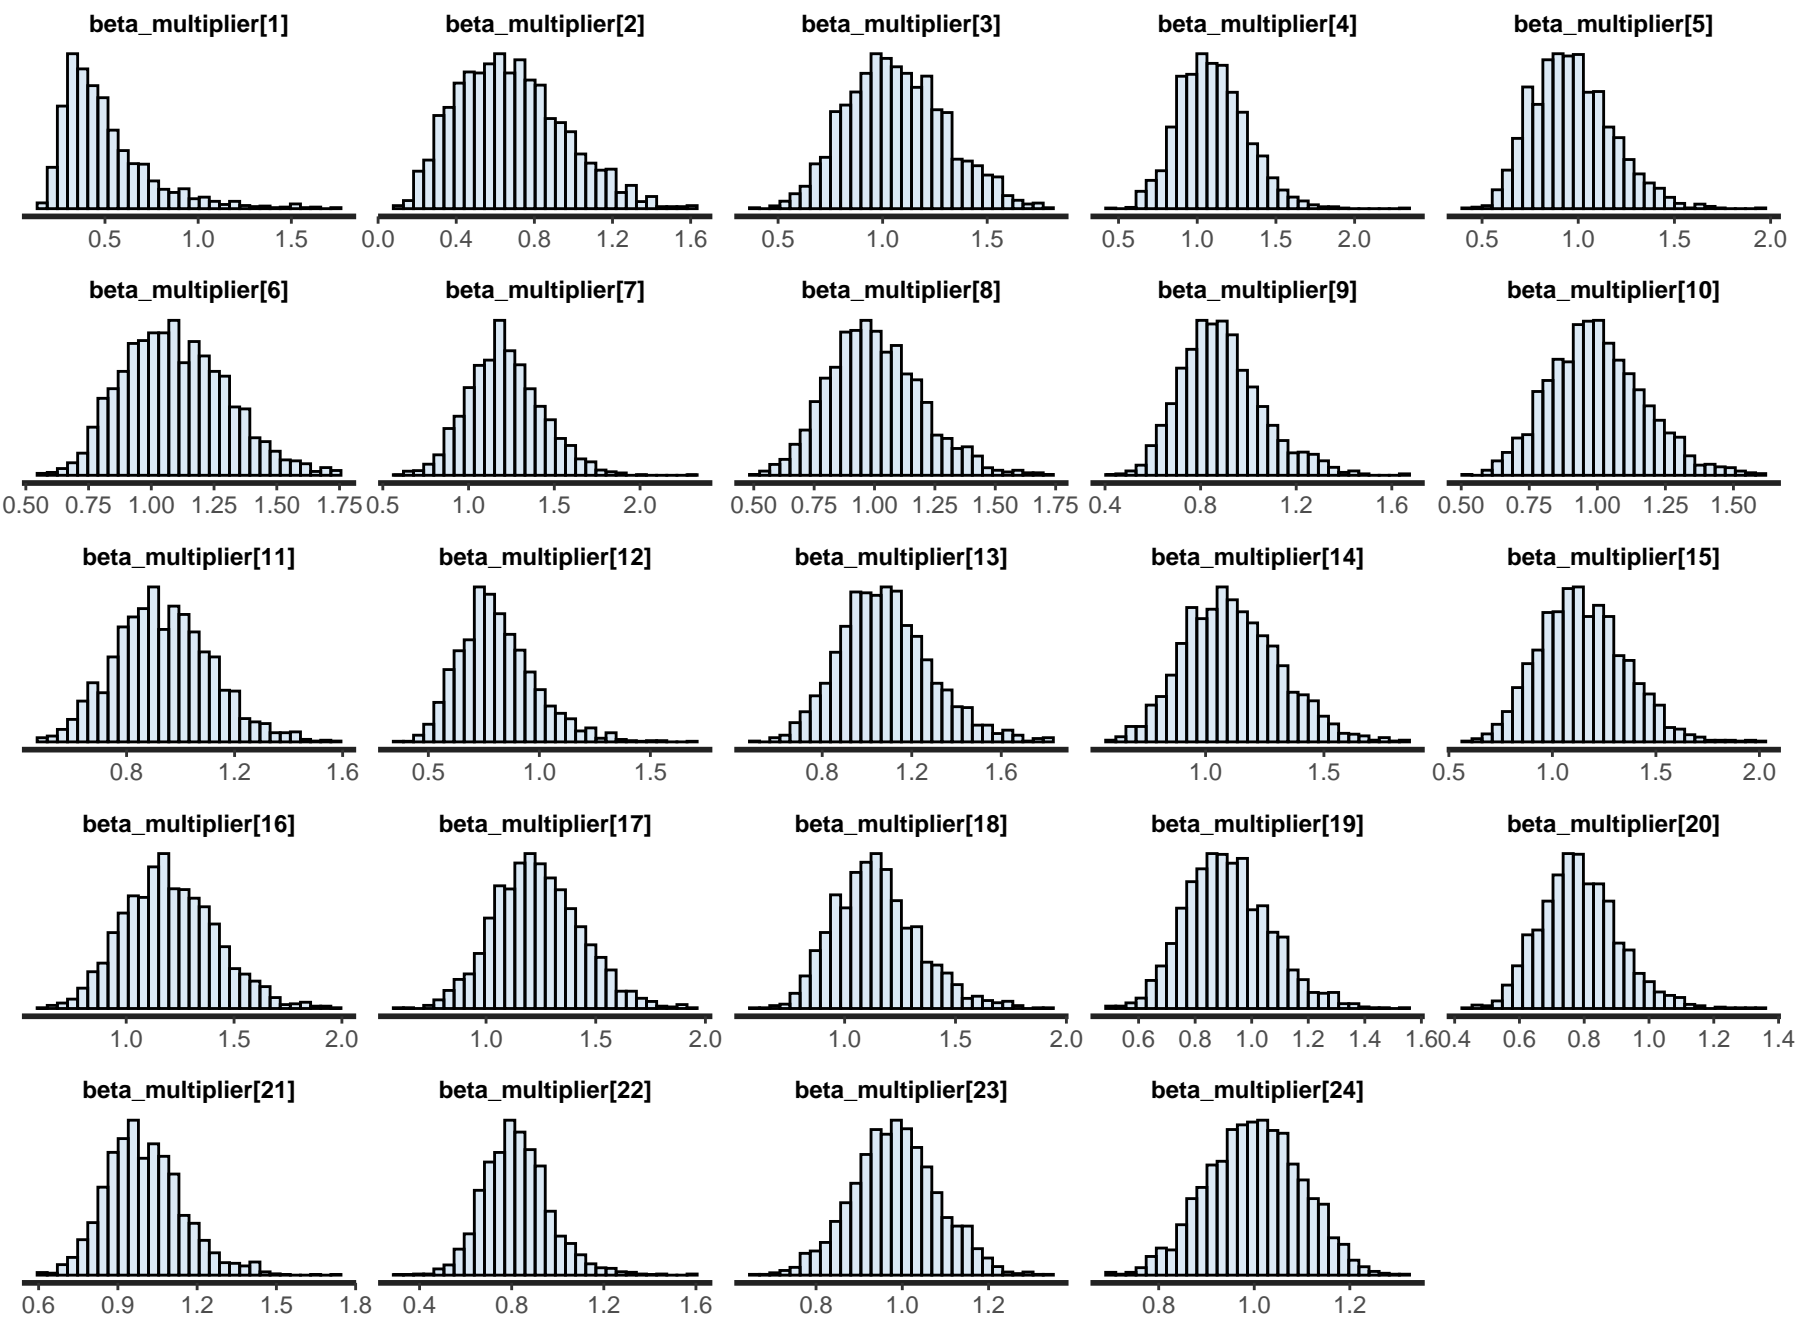 beta_multiplier[1] beta_multiplier[2] beta_multiplier[3] beta_multiplier[4] beta_multiplier[5]
0.5 1.0 1.5 0.0 0.4 0.8 1.2 1.6 0.5 1.0 1.5 0.5 1.0 1.5 2.0 0.5 1.0 1.5 2.0
beta_multiplier[6] beta_multiplier[7] beta_multiplier[8] beta_multiplier[9] beta_multiplier[10]
0.50 0.75 1.00 1.25 1.50 1.75 0.5 1.0 1.5 2.0 0.50 0.75 1.00 1.25 1.50 1.75 0.4 0.8 1.2 1.6 0.50 0.75 1.00 1.25 1.50
beta_multiplier[11] beta_multiplier[12] beta_multiplier[13] beta_multiplier[14] beta_multiplier[15]
0.8 1.2 1.6 0.5 1.0 1.5 0.8 1.2 1.6 1.0 1.5 0.5 1.0 1.5 2.0
beta_multiplier[16] beta_multiplier[17] beta_multiplier[18] beta_multiplier[19] beta_multiplier[20]
1.0 1.5 2.0 1.0 1.5 2.0 1.0 1.5 2.0 0.6 0.8 1.0 1.2 1.4 1.6 0.4 0.6 0.8 1.0 1.2 1.4
beta_multiplier[21] beta_multiplier[22] beta_multiplier[23] beta_multiplier[24]
0.6 0.9 1.2 1.5 1.8 0.4 0.8 1.2 1.6 0.8 1.0 1.2 0.8 1.0 1.2